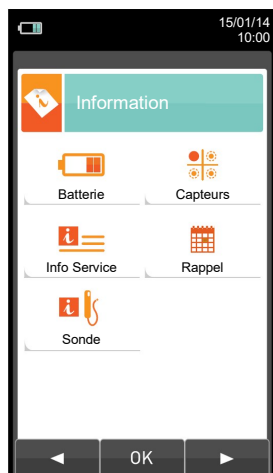 15/01/14
10:00
Information
Batterie
Capteurs
Info Service
Rappel
Sonde
OK